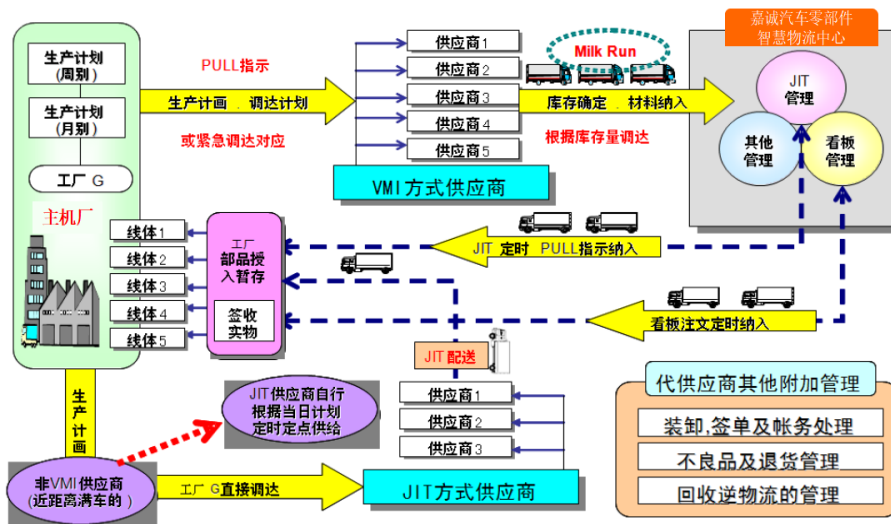 生产计划
(周别)
生产计划
(月别)
工厂 G
主机厂
PULL指示
生产计画 . 调达计划
或紧急调达对应
供应商1
供应商2
供应商3
供应商4
供应商5
VMI 方式供应商
Milk Run
库存确定 . 材料纳入
根据库存量调达
嘉诚汽车零部件
智慧物流中心
JIT
管理
其他
管理
看板
管理
线体1
线体2
线体3
线体4
线体5
工厂
部品授
入暂存
签收
实物
JIT 定时 PULL指示纳入
看板注文定时纳入
JIT 配送
生产计画
JIT供应商自行
根据当日计划
定时定点供给
供应商1
供应商2
供应商3
非VMI供应商
(近距离满车的)
工厂 G直接调达
JIT方式供应商
代供应商其他附加管理
装卸,签单及帐务处理
不良品及退货管理
回收逆物流的管理